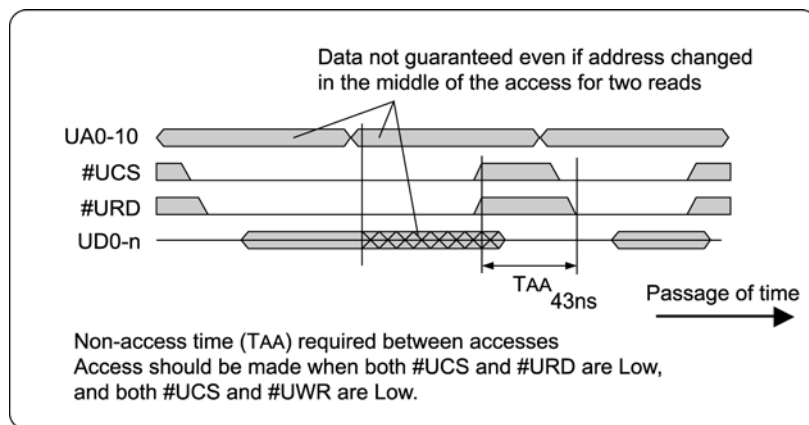 Data not guaranteed even if address changed
in the middle of the access for two reads
UA0-10
#UCS
#URD
UD0-n
TAA
43ns
Passage of time
Non-access time (TAA) required between accesses
Access should be made when both #UCS and #URD are Low,
and both #UCS and #UWR are Low.